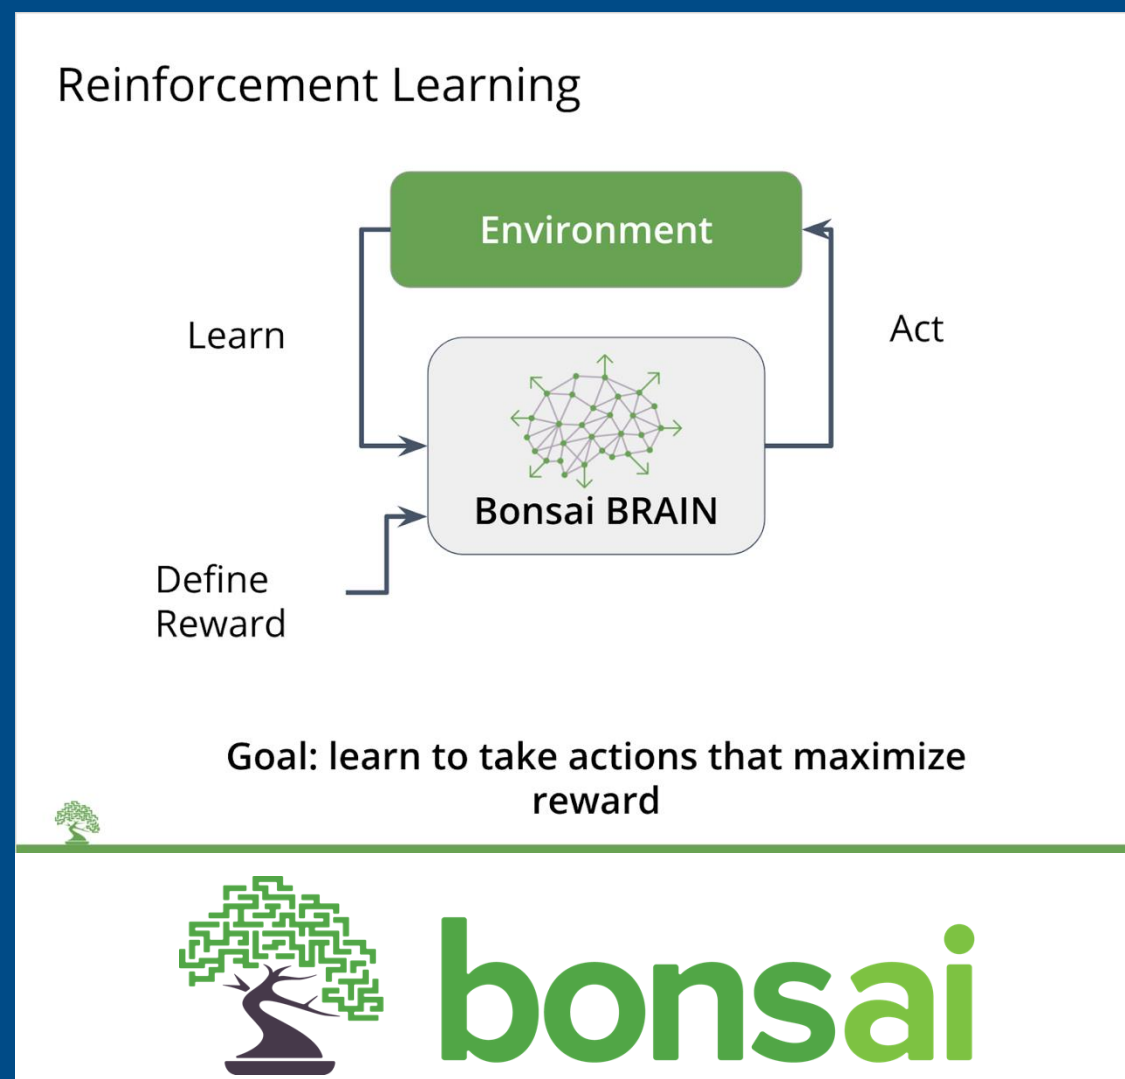 Reinforcement Learning
Environment
Learn
Act
Bonsai BRAIN
Define
Reward
Goal: learn to take actions that maximize
reward
bonsai